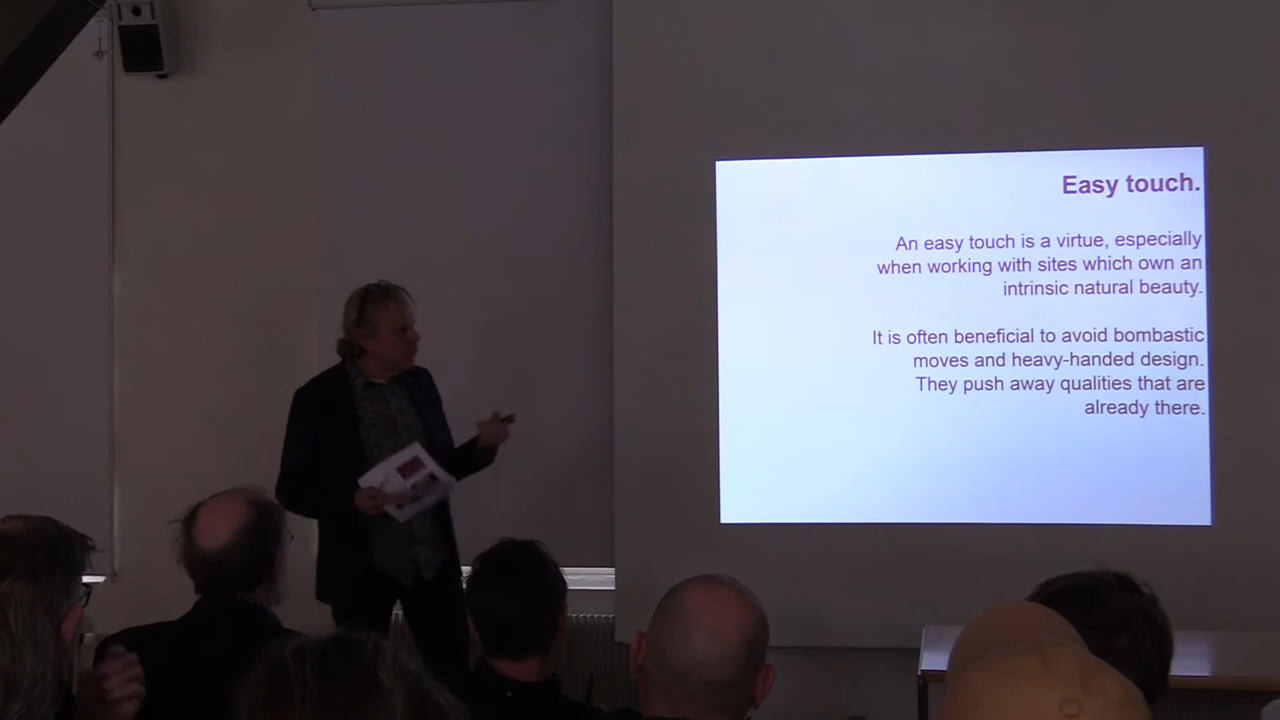 Easy touch.
An easy touch is a virtue, especially
when working with sites which own an
intrinsic natural beauty.
It is often beneficial to avoid bombastic
moves and heavy-handed design.
They push away qualities that are
already there.